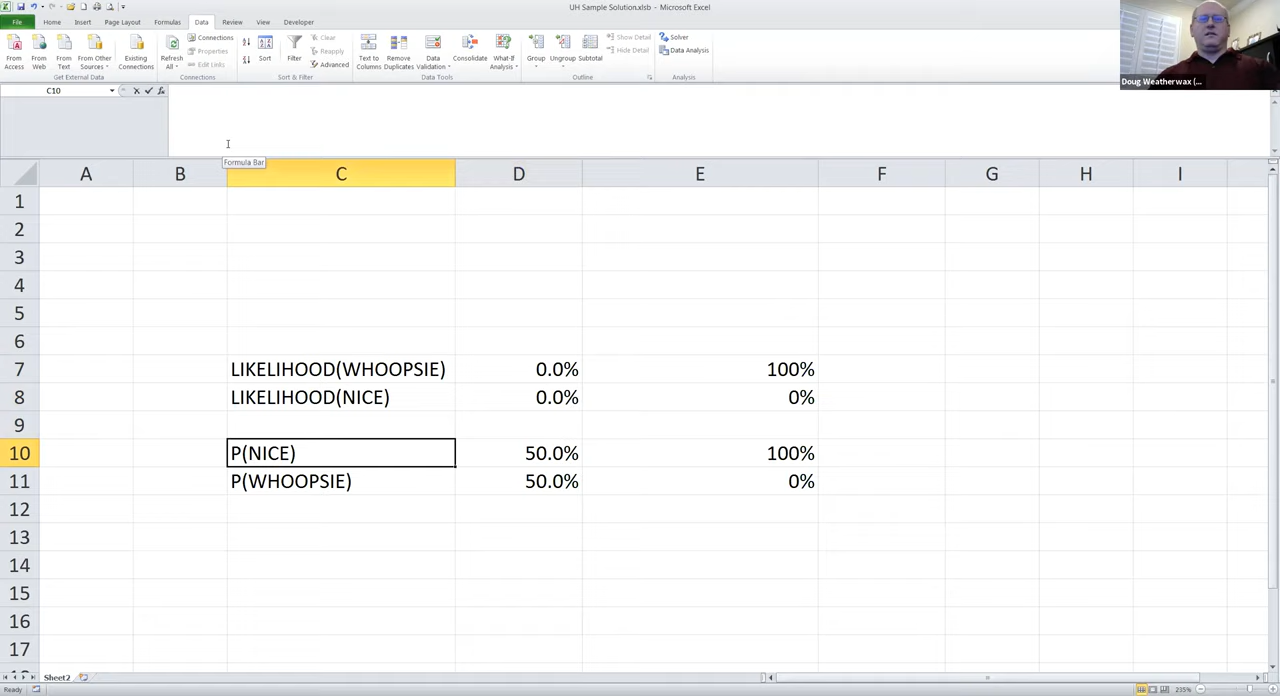 UH Sample Solution.xlsb - Microsoft Excel
File Home Insert Page Layout Formulas Data Review View Developer
From Access
From Web
From Text
From Other Sources
Existing Connections
Get External Data
Refresh All
Connections
Properties
Edit Links
Connections
Sort
Filter
Clear
Reapply
Advanced
Sort & Filter
Text to Columns
Remove Duplicates
Data Validation
Consolidate
What-If Analysis
Data Tools
Group
Ungroup
Subtotal
Show Detail
Hide Detail
Outline
Solver
Data Analysis
Analysis
Doug Weatherwax (...
C10
fx
Formula Bar
A B C D E F G H I
1
2
3
4
5
6
7 LIKELIHOOD(WHOOPSIE) 0.0% 100%
8 LIKELIHOOD(NICE) 0.0% 0%
9
10 P(NICE) 50.0% 100%
11 P(WHOOPSIE) 50.0% 0%
12
13
14
15
16
17
Sheet2
Ready
235%